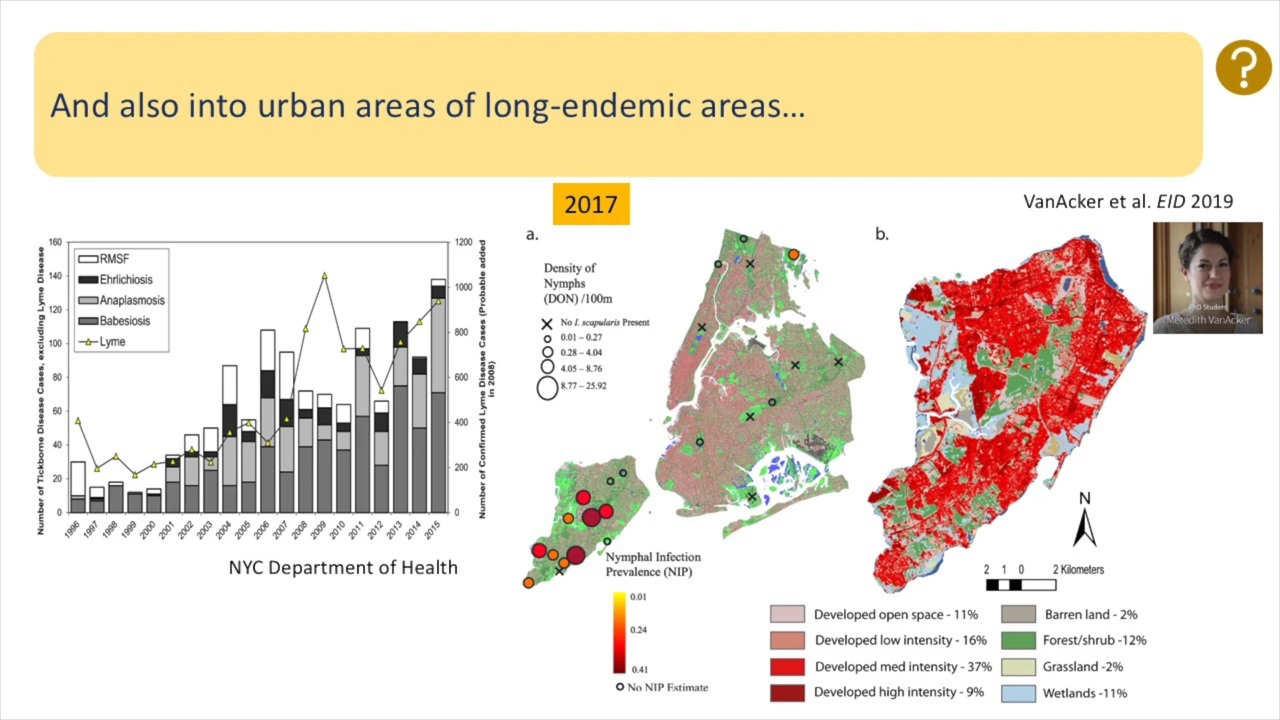 And also into urban areas of long-endemic areas...
?
2017
VanAcker et al. EID 2019
PhD Student
Meredith VanAcker
Number of Tickborne Disease Cases, excluding Lyme Disease
160
140
120
100
80
60
40
20
0
RMSF
Ehrlichiosis
Anaplasmosis
Babesiosis
Lyme
1200
1000
800
600
400
200
0
Number of Confirmed Lyme Disease Cases (Probable added
in 2008)
1996
1997
1998
1999
2000
2001
2002
2003
2004
2005
2006
2007
2008
2009
2010
2011
2012
2013
2014
2015
NYC Department of Health
a.
Density of
Nymphs
(DON) /100m
No I. scapularis Present
0.01 – 0.27
0.28 – 4.04
4.05 – 8.76
8.77 – 25.92
Nymphal Infection
Prevalence (NIP)
0.01
0.24
0.41
No NIP Estimate
b.
N
2 1 0 2 Kilometers
Developed open space - 11%
Developed low intensity - 16%
Developed med intensity - 37%
Developed high intensity - 9%
Barren land - 2%
Forest/shrub -12%
Grassland -2%
Wetlands -11%